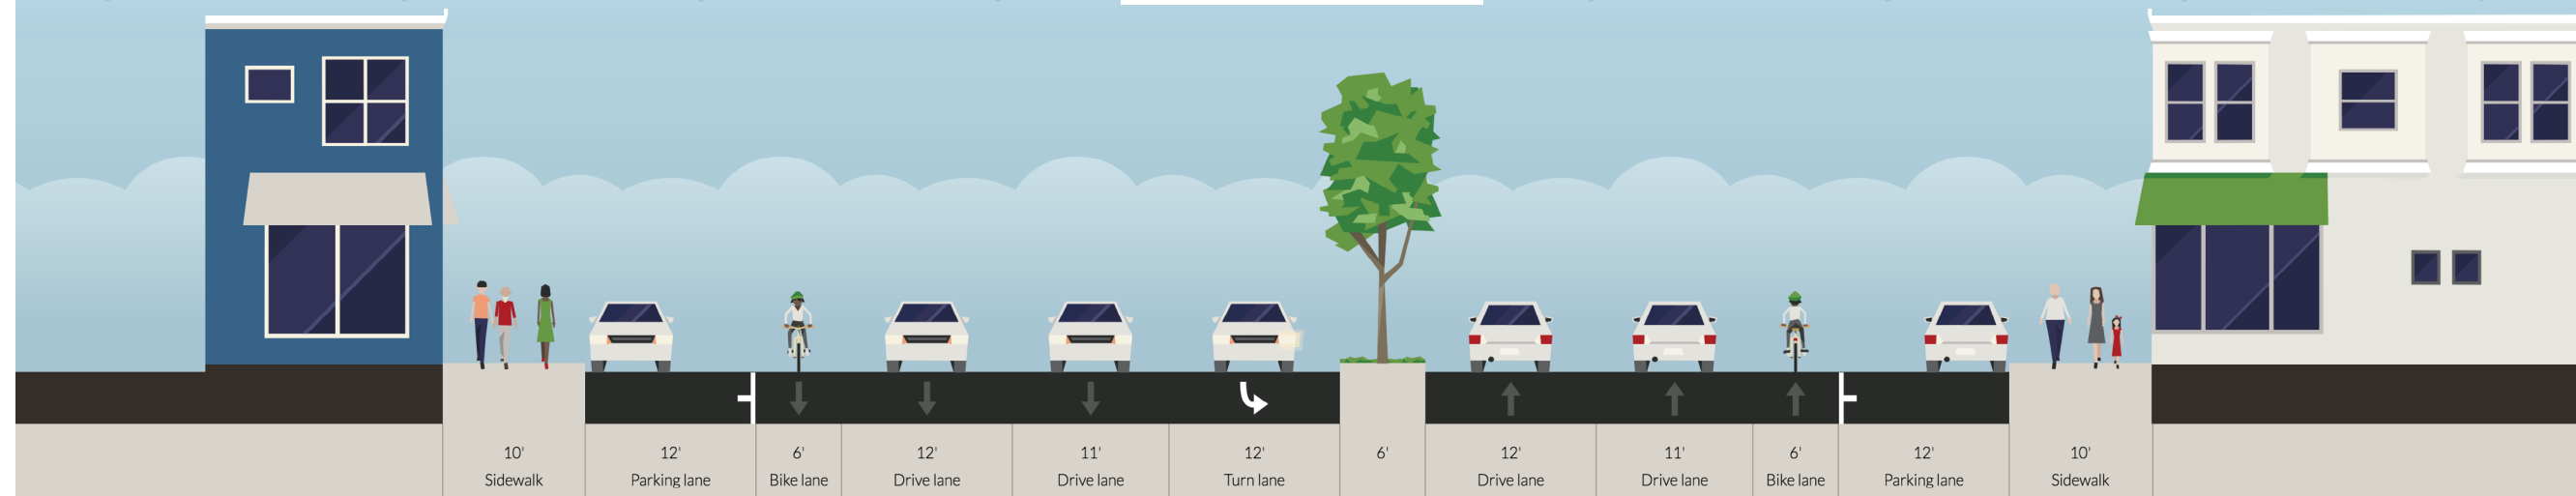 10'
Sidewalk
12'
Parking lane
6'
Bike lane
12'
Drive lane
11'
Drive lane
12'
Turn lane
6'
12'
Drive lane
11'
Drive lane
6'
Bike lane
12'
Parking lane
10'
Sidewalk